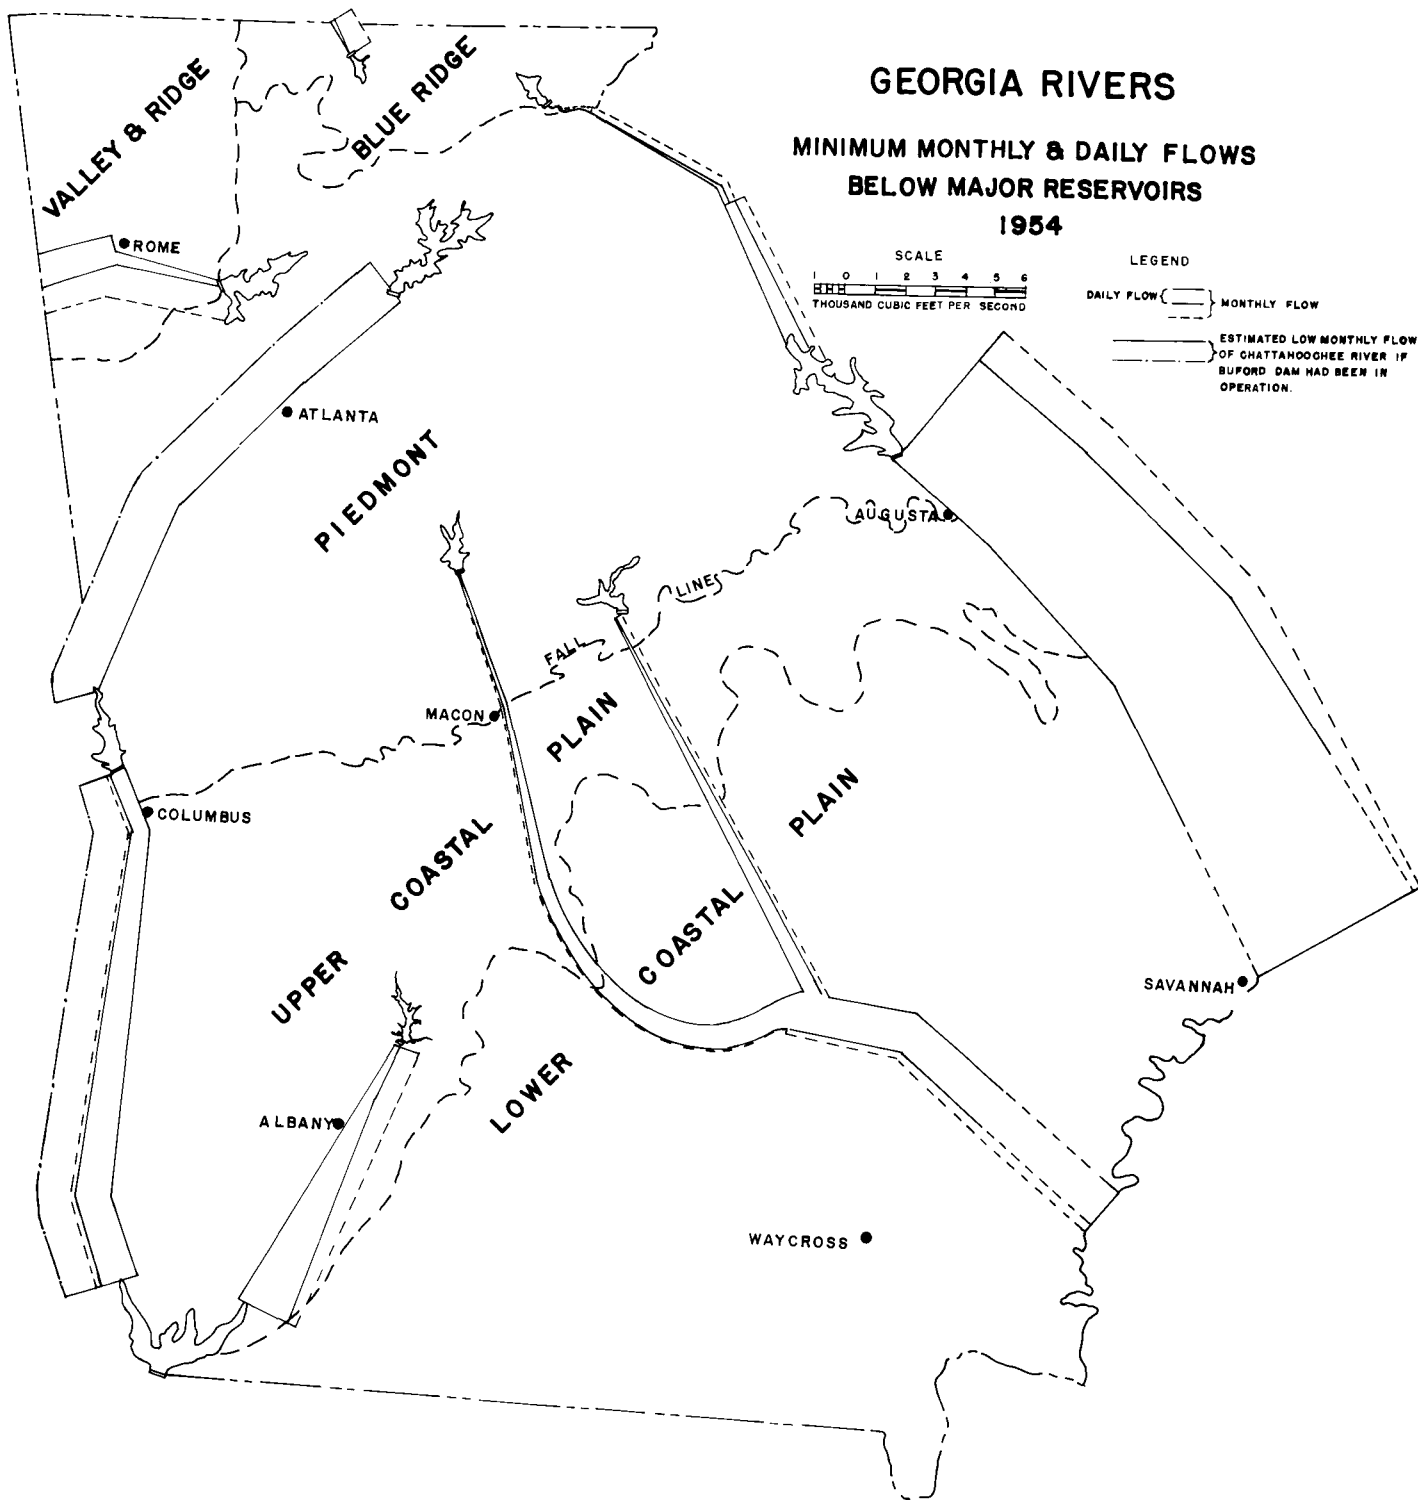 GEORGIA RIVERS
MINIMUM MONTHLY & DAILY FLOWS
BELOW MAJOR RESERVOIRS
1954
SCALE
1 0 1 2 3 4 5 6
THOUSAND CUBIC FEET PER SECOND
LEGEND
DAILY FLOW
MONTHLY FLOW
ESTIMATED LOW MONTHLY FLOW
OF CHATTAHOOCHEE RIVER IF
BUFORD DAM HAD BEEN IN
OPERATION.
VALLEY & RIDGE
BLUE RIDGE
ROME
ATLANTA
PIEDMONT
AUGUSTA
FALL LINE
MACON
COLUMBUS
UPPER COASTAL PLAIN
LOWER COASTAL PLAIN
SAVANNAH
ALBANY
WAYCROSS